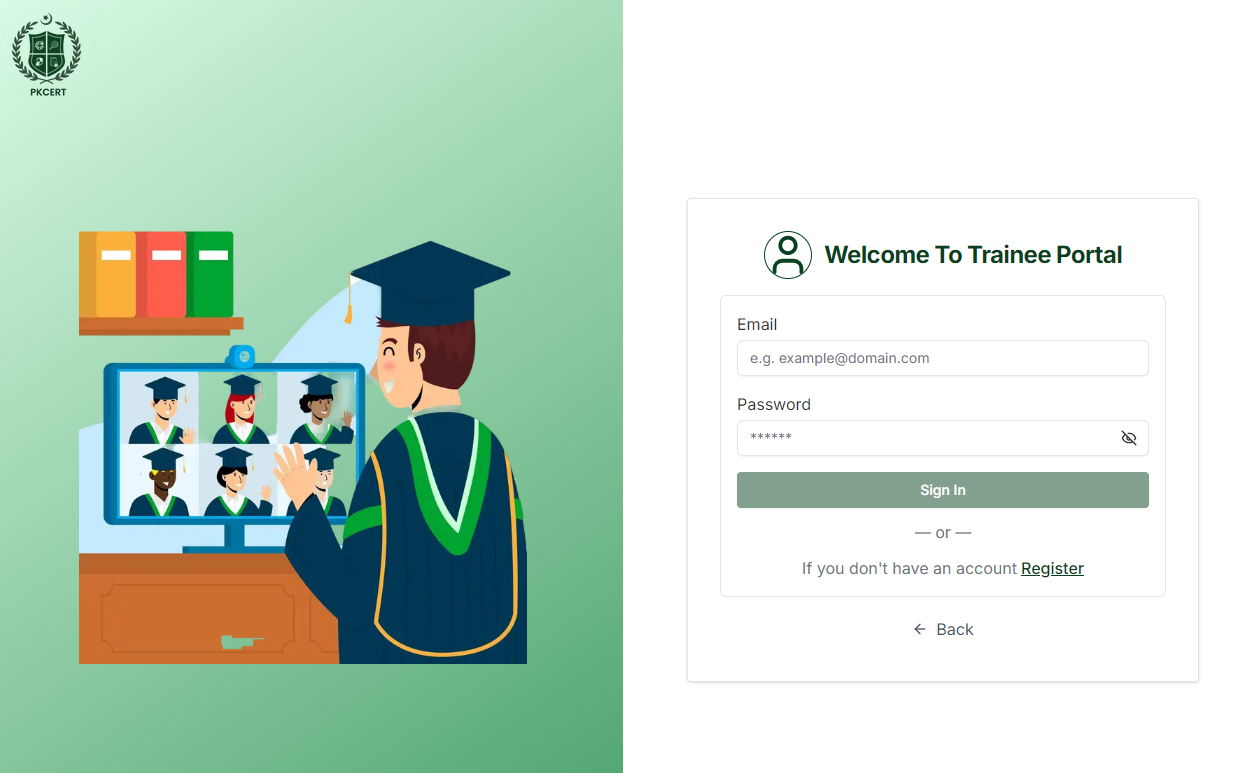 PKCERT
Welcome To Trainee Portal
Email
e.g. example@domain.com
Password
******
Sign In
— or —
If you don't have an account Register
← Back